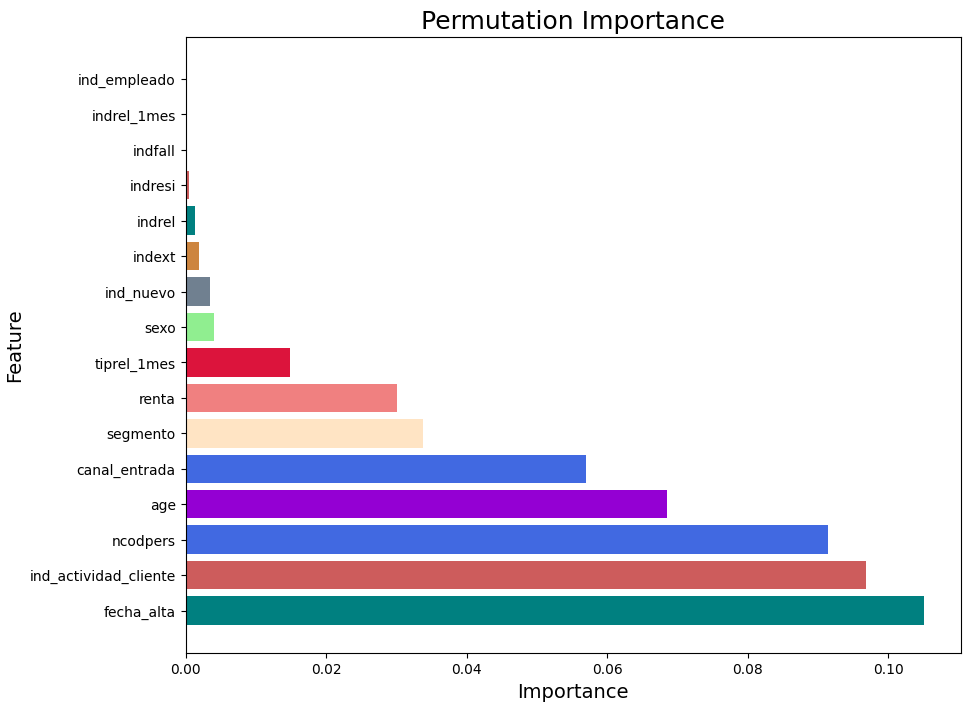 Permutation Importance
Feature
ind_empleado
indrel_1mes
indfall
indresi
indrel
indext
ind_nuevo
sexo
tiprel_1mes
renta
segmento
canal_entrada
age
ncodpers
ind_actividad_cliente
fecha_alta
0.00 0.02 0.04 0.06 0.08 0.10
Importance